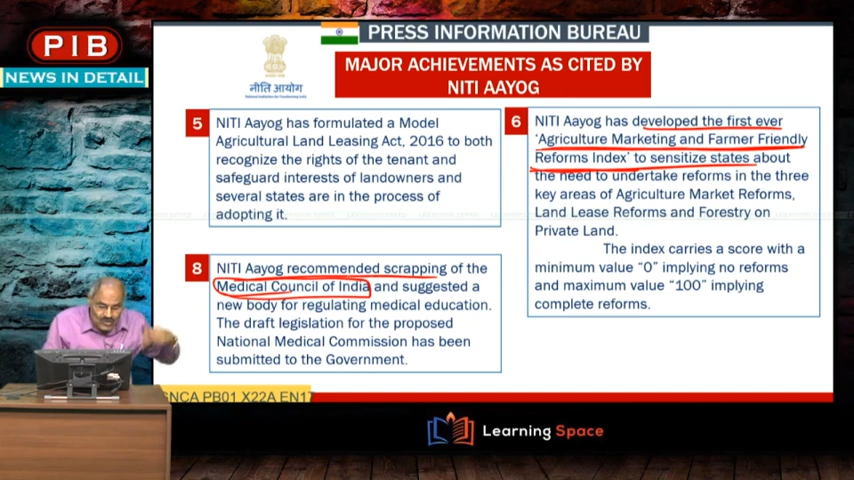 PIB
NEWS IN DETAIL
PRESS INFORMATION BUREAU
नीति आयोग
MAJOR ACHIEVEMENTS AS CITED BY
NITI AAYOG
5
NITI Aayog has formulated a Model
Agricultural Land Leasing Act, 2016 to both
recognize the rights of the tenant and
safeguard interests of landowners and
several states are in the process of
adopting it.
8
NITI Aayog recommended scrapping of the
Medical Council of India and suggested a
new body for regulating medical education.
The draft legislation for the proposed
National Medical Commission has been
submitted to the Government.
6
NITI Aayog has developed the first ever
‘Agriculture Marketing and Farmer Friendly
Reforms Index’ to sensitize states about
the need to undertake reforms in the three
key areas of Agriculture Market Reforms,
Land Lease Reforms and Forestry on
Private Land.
The index carries a score with a
minimum value “0” implying no reforms
and maximum value “100” implying
complete reforms.
SNCA PB01 X22A EN17
Learning Space